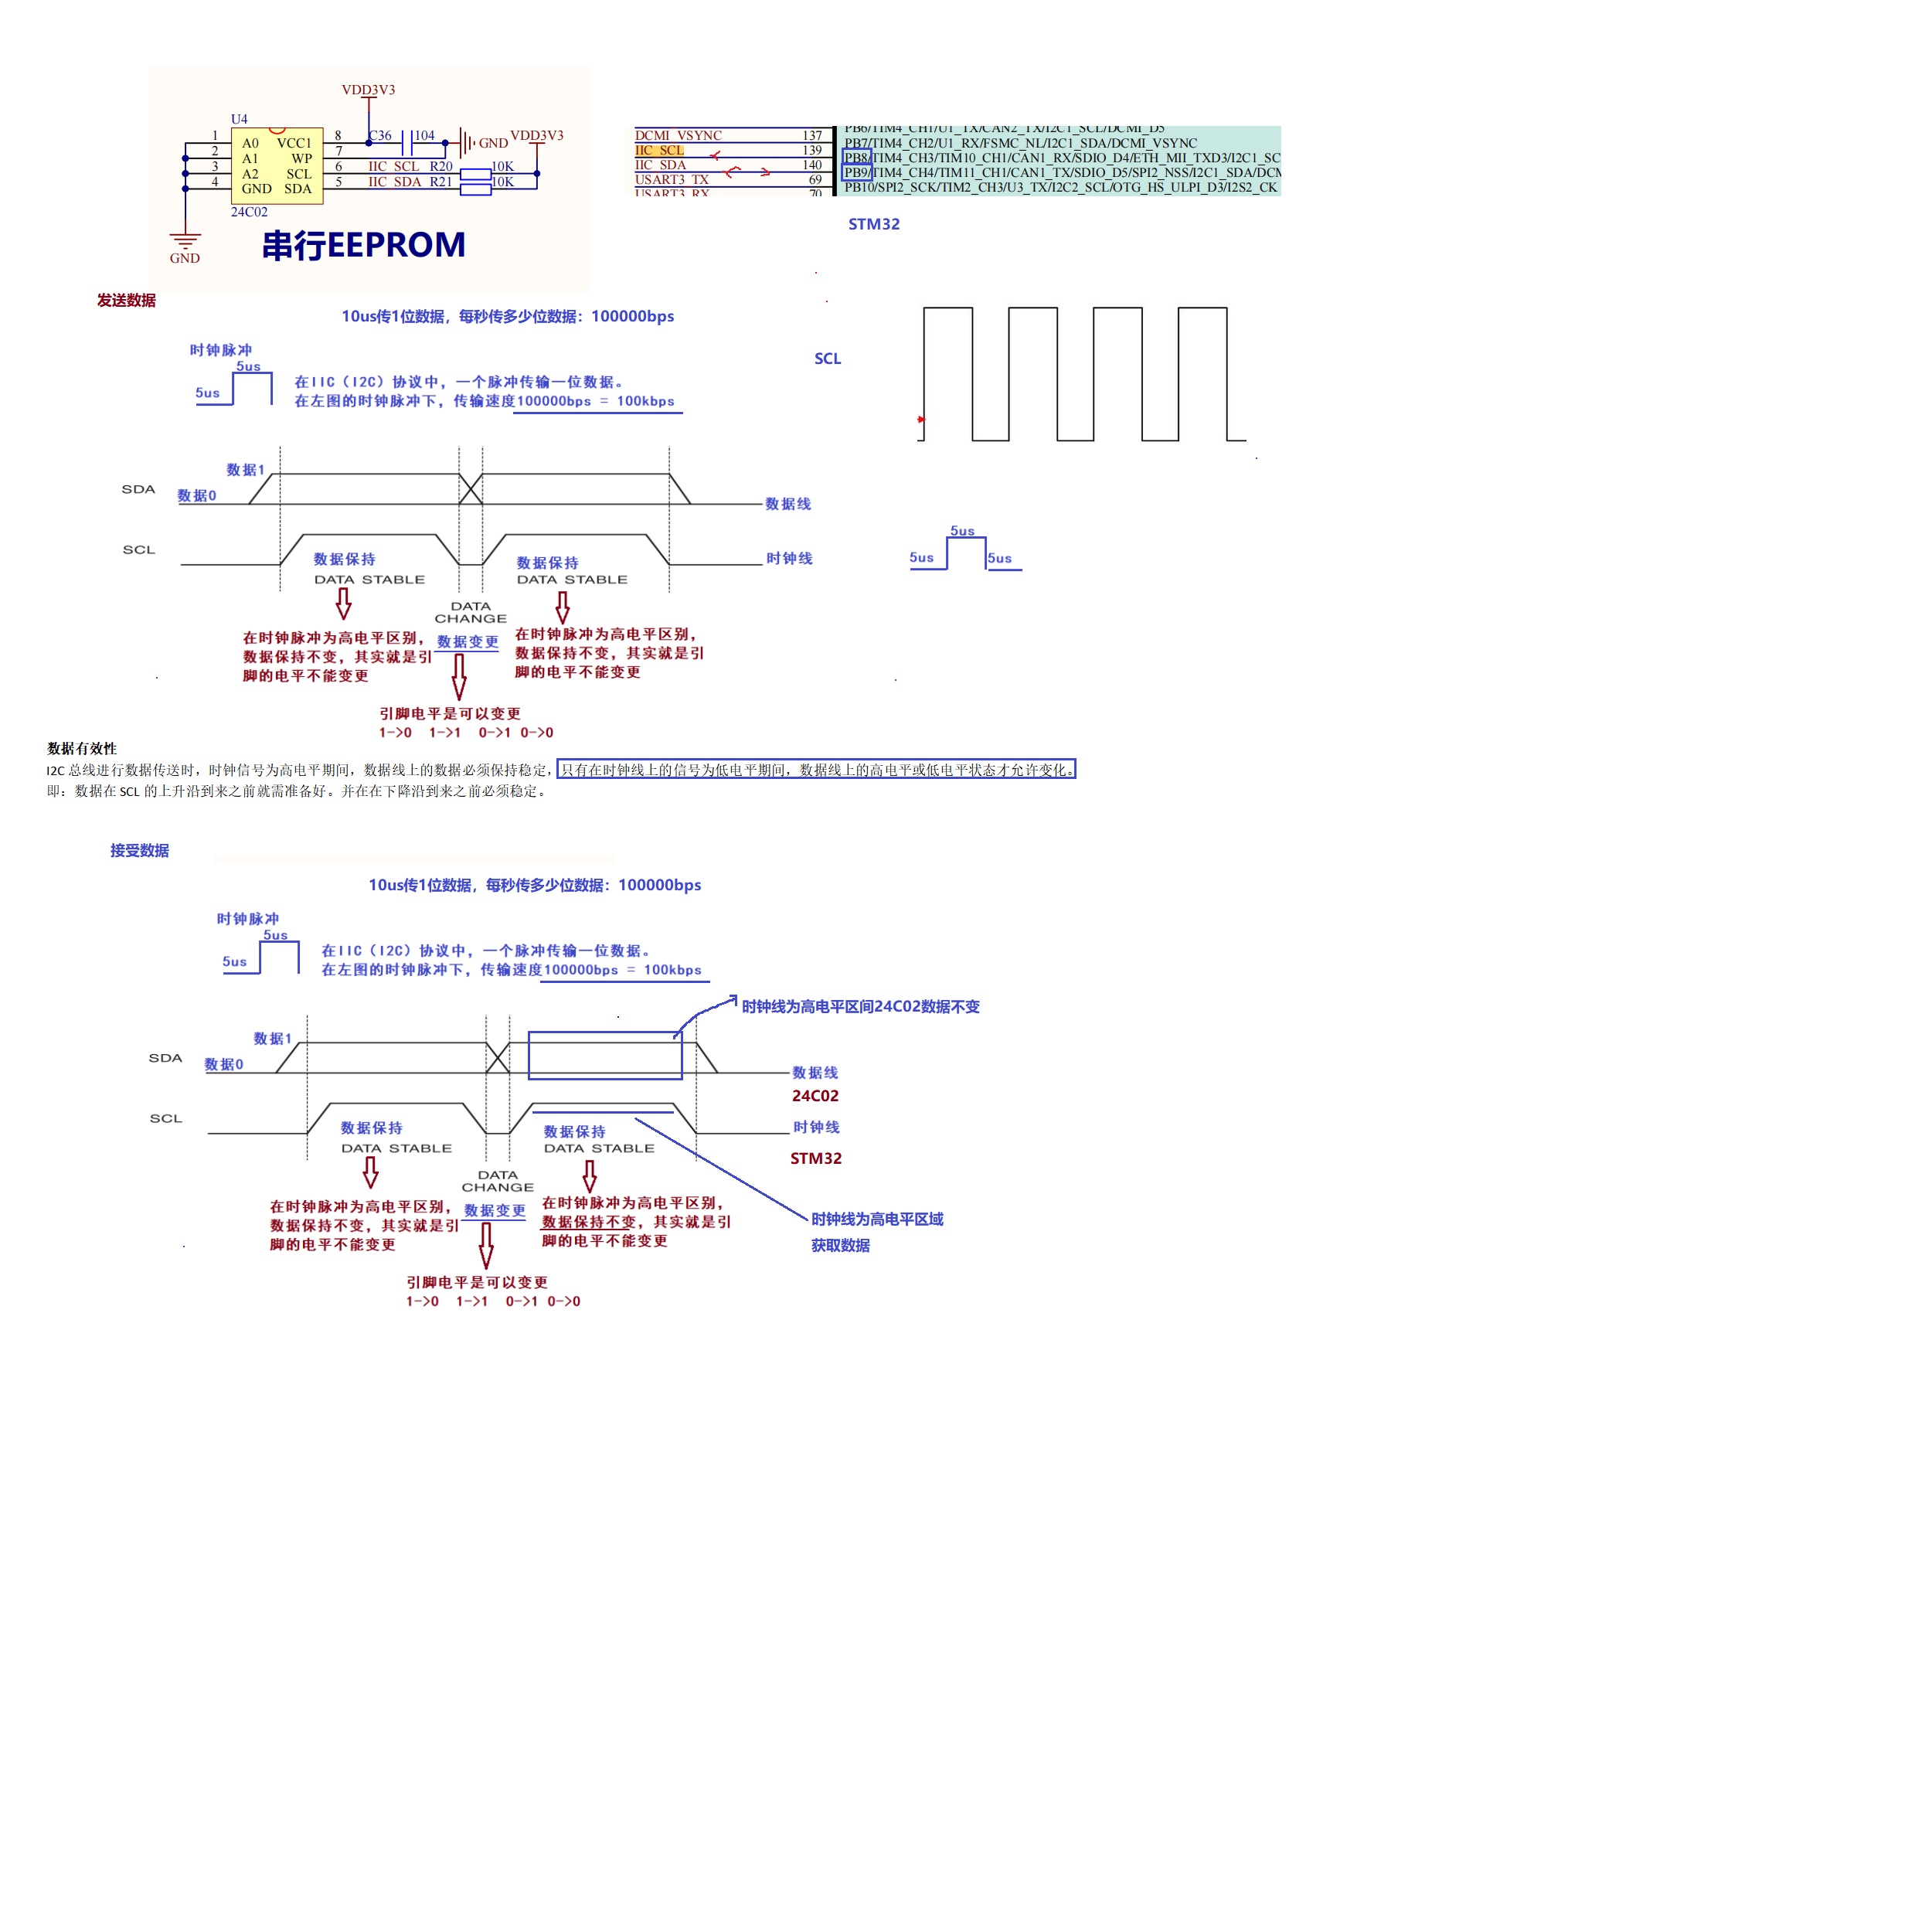 VDD3V3
U4
1 A0 VCC1 8 C36 104 GND VDD3V3
2 A1 WP 7
3 A2 SCL 6 IIC_SCL R20 10K
4 GND SDA 5 IIC_SDA R21 10K
24C02
GND
串行EEPROM
PB6/TIM4_CH1/U1_TX/CAN2_TX/I2C1_SCL/DCMI_D5
DCMI_VSYNC 137 PB7/TIM4_CH2/U1_RX/FSMC_NL/I2C1_SDA/DCMI_VSYNC
IIC_SCL 139 PB8/TIM4_CH3/TIM10_CH1/CAN1_RX/SDIO_D4/ETH_MII_TXD3/I2C1_SC
IIC_SDA 140 PB9/TIM4_CH4/TIM11_CH1/CAN1_TX/SDIO_D5/SPI2_NSS/I2C1_SDA/DCM
USART3_TX 69 PB10/SPI2_SCK/TIM2_CH3/U3_TX/I2C2_SCL/OTG_HS_ULPI_D3/I2S2_CK
USART3_RX 70
STM32
发送数据
10us传1位数据，每秒传多少位数据：100000bps
时钟脉冲
5us
5us
在IIC（I2C）协议中，一个脉冲传输一位数据。
在左图的时钟脉冲下，传输速度100000bps = 100kbps
SCL
数据1
SDA 数据0 数据线
SCL 数据保持 数据保持 时钟线
DATA STABLE DATA STABLE
5us
5us 5us
DATA
CHANGE
数据变更
在时钟脉冲为高电平区别，
数据保持不变，其实就是引
脚的电平不能变更
在时钟脉冲为高电平区别，
数据保持不变，其实就是引
脚的电平不能变更
引脚电平是可以变更
1->0 1->1 0->1 0->0
数据有效性
I2C 总线进行数据传送时，时钟信号为高电平期间，数据线上的数据必须保持稳定，只有在时钟线上的信号为低电平期间，数据线上的高电平或低电平状态才允许变化。
即：数据在 SCL 的上升沿到来之前就需准备好。并在在下降沿到来之前必须稳定。
接受数据
10us传1位数据，每秒传多少位数据：100000bps
时钟脉冲
5us
5us
在IIC（I2C）协议中，一个脉冲传输一位数据。
在左图的时钟脉冲下，传输速度100000bps = 100kbps
时钟线为高电平区间24C02数据不变
数据1
SDA 数据0 数据线
24C02
SCL 数据保持 数据保持 时钟线
DATA STABLE DATA STABLE
STM32
DATA
CHANGE
数据变更
在时钟脉冲为高电平区别，
数据保持不变，其实就是引
脚的电平不能变更
在时钟脉冲为高电平区别，
数据保持不变，其实就是引
脚的电平不能变更
时钟线为高电平区域
获取数据
引脚电平是可以变更
1->0 1->1 0->1 0->0